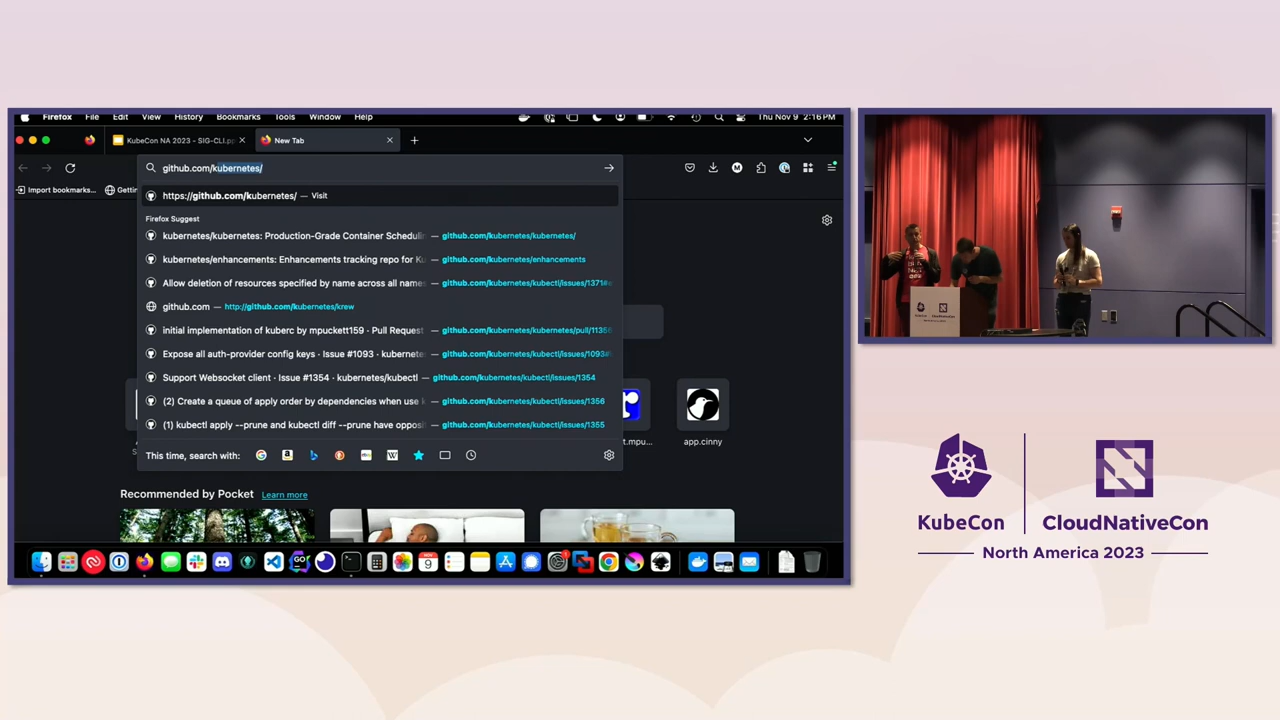 Firefox File Edit View History Bookmarks Tools Window Help Thu Nov 9 2:16 PM
KubeCon NA 2023 - SIG-CLI.pp
New Tab
github.com/kubernetes/
Import bookmarks...
https://github.com/kubernetes/ — Visit
Firefox Suggest
kubernetes/kubernetes: Production-Grade Container Schedulin — github.com/kubernetes/kubernetes/
kubernetes/enhancements: Enhancements tracking repo for Ku — github.com/kubernetes/enhancements
Allow deletion of resources specified by name across all names — github.com/kubernetes/kubectl/issues/1371#
github.com — http://github.com/kubernetes/krew
initial implementation of kuberc by mpuckett159 · Pull Request — github.com/kubernetes/kubernetes/pull/11356
Expose all auth-provider config keys · Issue #1093 · kubernete — github.com/kubernetes/kubectl/issues/1093#
Support Websocket client · Issue #1354 · kubernetes/kubectl — github.com/kubernetes/kubectl/issues/1354
(2) Create a queue of apply order by dependencies when use k — github.com/kubernetes/kubectl/issues/1356
(1) kubectl apply --prune and kubectl diff --prune have opposi — github.com/kubernetes/kubectl/issues/1355
t.mpu...
app.cinny
This time, search with:
Recommended by Pocket Learn more
KubeCon
CloudNativeCon
North America 2023